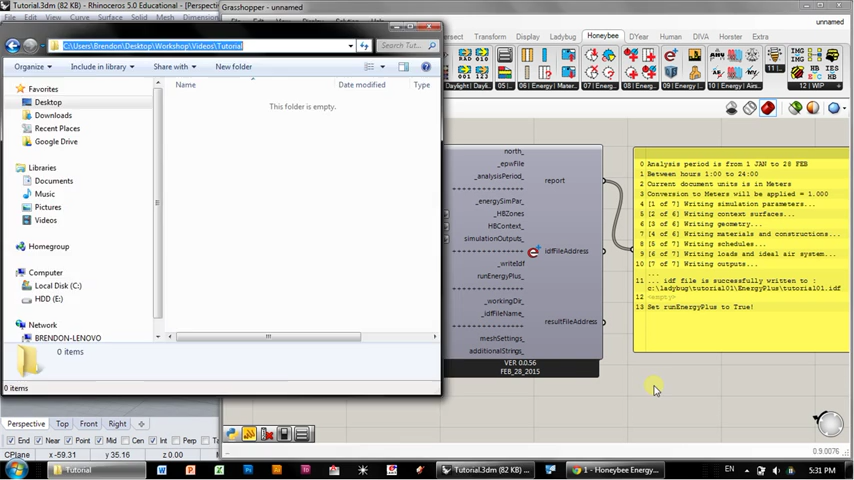 Tutorial.3dm (82 KB) - Rhinoceros 5.0 Educational - [Perspective
Grasshopper - unnamed
unnamed
Transform
Display
Honeybee
DIVA
Horster
Extra
C:\Users\Brendon\Desktop\Workshop\Videos\Tutorial
Search Tut...
Organize
Include in library
Share with
New folder
Name
Date modified
Type
This folder is empty.
Favorites
Desktop
Downloads
Recent Places
Google Drive
Libraries
Documents
Music
Pictures
Videos
Homegroup
Computer
Local Disk (C:)
HDD (E:)
Network
BRENDON-LENOVO
0 items
0 items
north_
_epwFile
_analysisPeriod_
_energySimPar_
_HBZones
HBContext_
simulationOutputs_
_writeIdf
runEnergyPlus_
_workingDir_
_idfFileName_
meshSettings_
additionalStrings_
report
idfFileAddress
resultFileAddress
VER 0.0.56
FEB_28_2015
0 Analysis period is from 1 JAN to 28 FEB
1 Between hours 1:00 to 24:00
2 Current document units is in Meters
3 Conversion to Meters will be applied = 1.000
4 [1 of 7] Writing simulation parameters...
5 [2 of 6] Writing context surfaces...
6 [3 of 6] Writing geometry...
7 [4 of 6] Writing materials and constructions...
8 [5 of 7] Writing schedules...
9 [6 of 7] Writing loads and ideal air system...
10 [7 of 7] Writing outputs...
...
11 ... idf file is successfully written to :
c:\ladybug\tutorial01\EnergyPlus\tutorial01.idf
12 <empty>
13 Set runEnergyPlus to True!
Perspective
Top
Front
Right
End
Near
Point
Mid
Cen
Int
Perp
CPlane
x -59.31
y 35.16
z 0.00
0.9.0076
Tutorial
Tutorial.3dm (82 KB) ...
1 - Honeybee Energy...
EN
5:31 PM